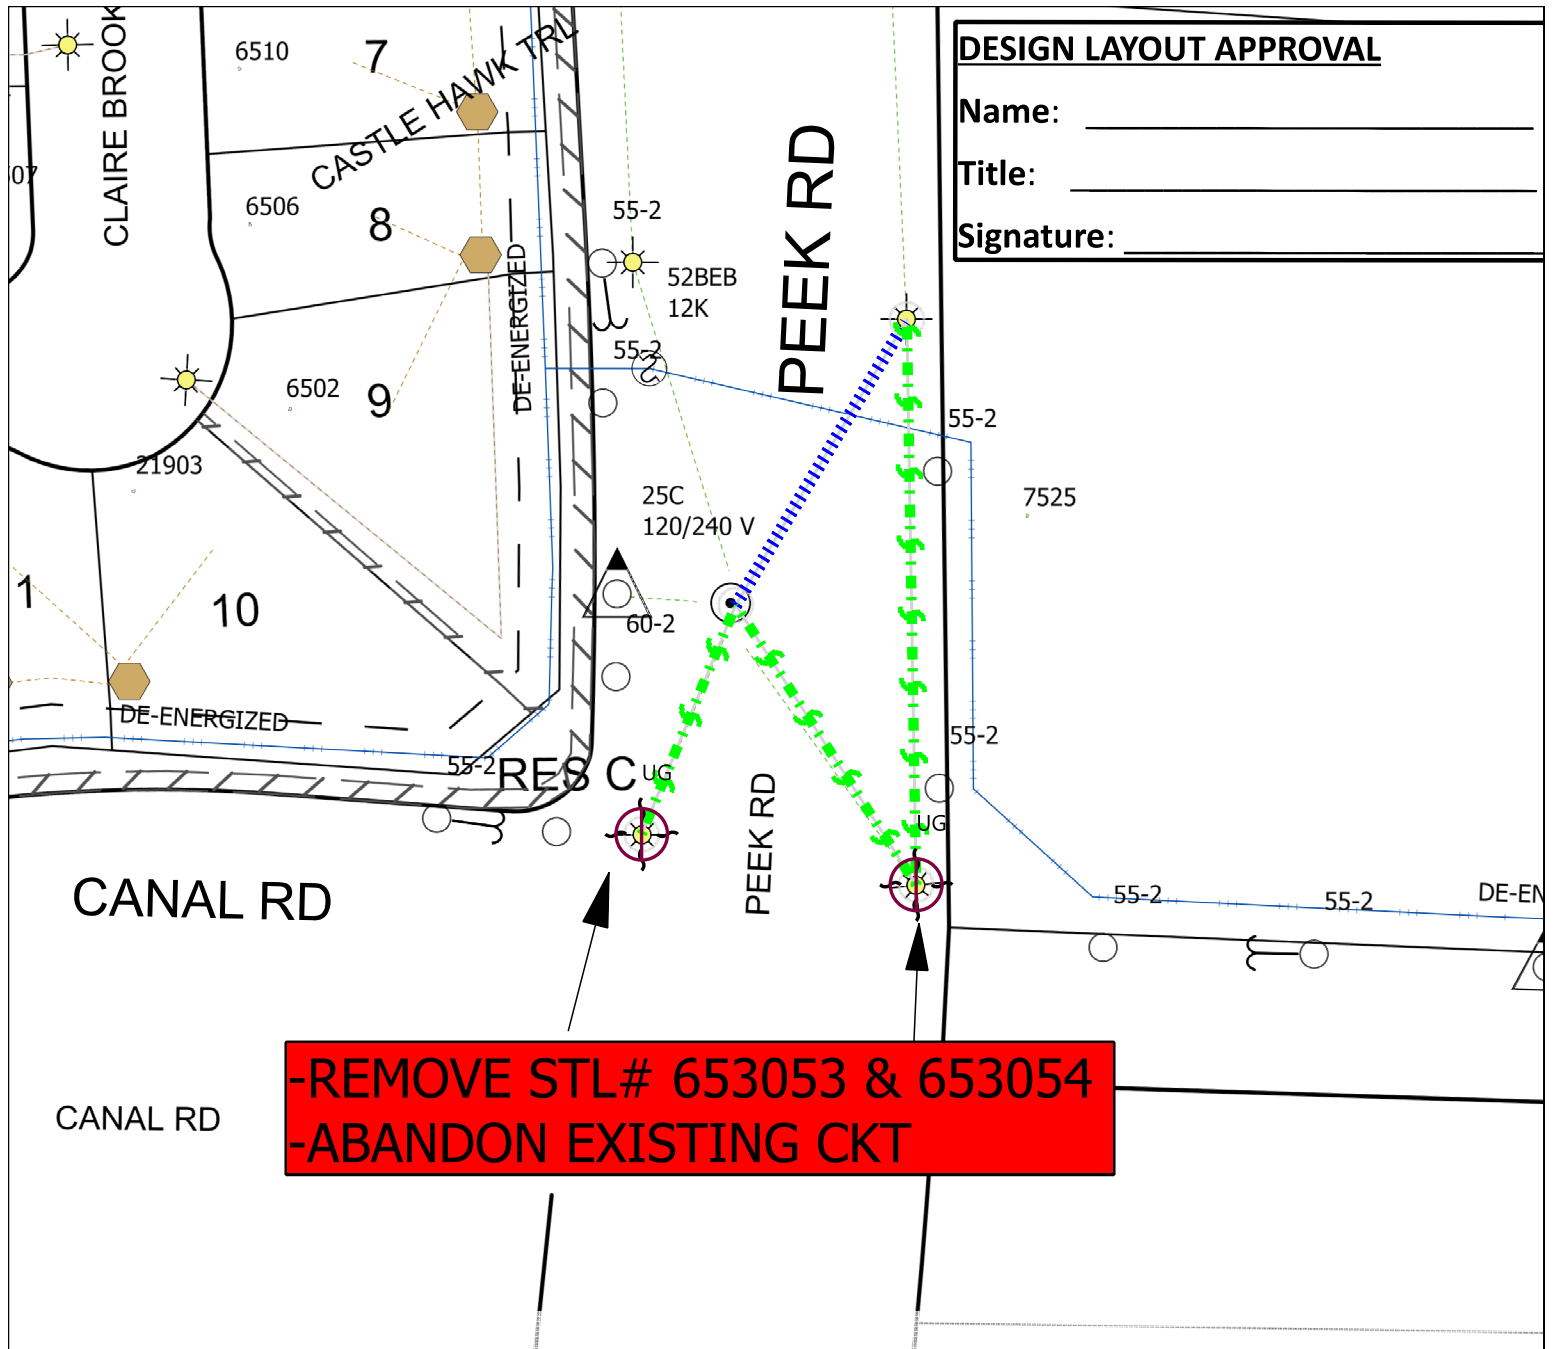 DESIGN LAYOUT APPROVAL
Name:
Title:
Signature:
CLAIRE BROOK
6510
7
CASTLE HAWK TRL
6506
8
DE-ENERGIZED
55-2
52BEB
12K
PEEK RD
55-2
6502
9
21903
55-2
7525
25C
120/240 V
1
10
60-2
DE-ENERGIZED
55-2
RES C
UG
55-2
UG
PEEK RD
CANAL RD
55-2
55-2
DE-EN
-REMOVE STL# 653053 & 653054
-ABANDON EXISTING CKT
CANAL RD